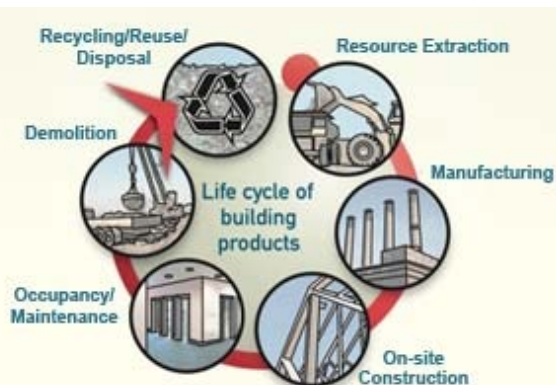 Recycling/Reuse/
Disposal
Resource Extraction
Demolition
Manufacturing
Life cycle of
building
products
Occupancy/
Maintenance
On-site
Construction